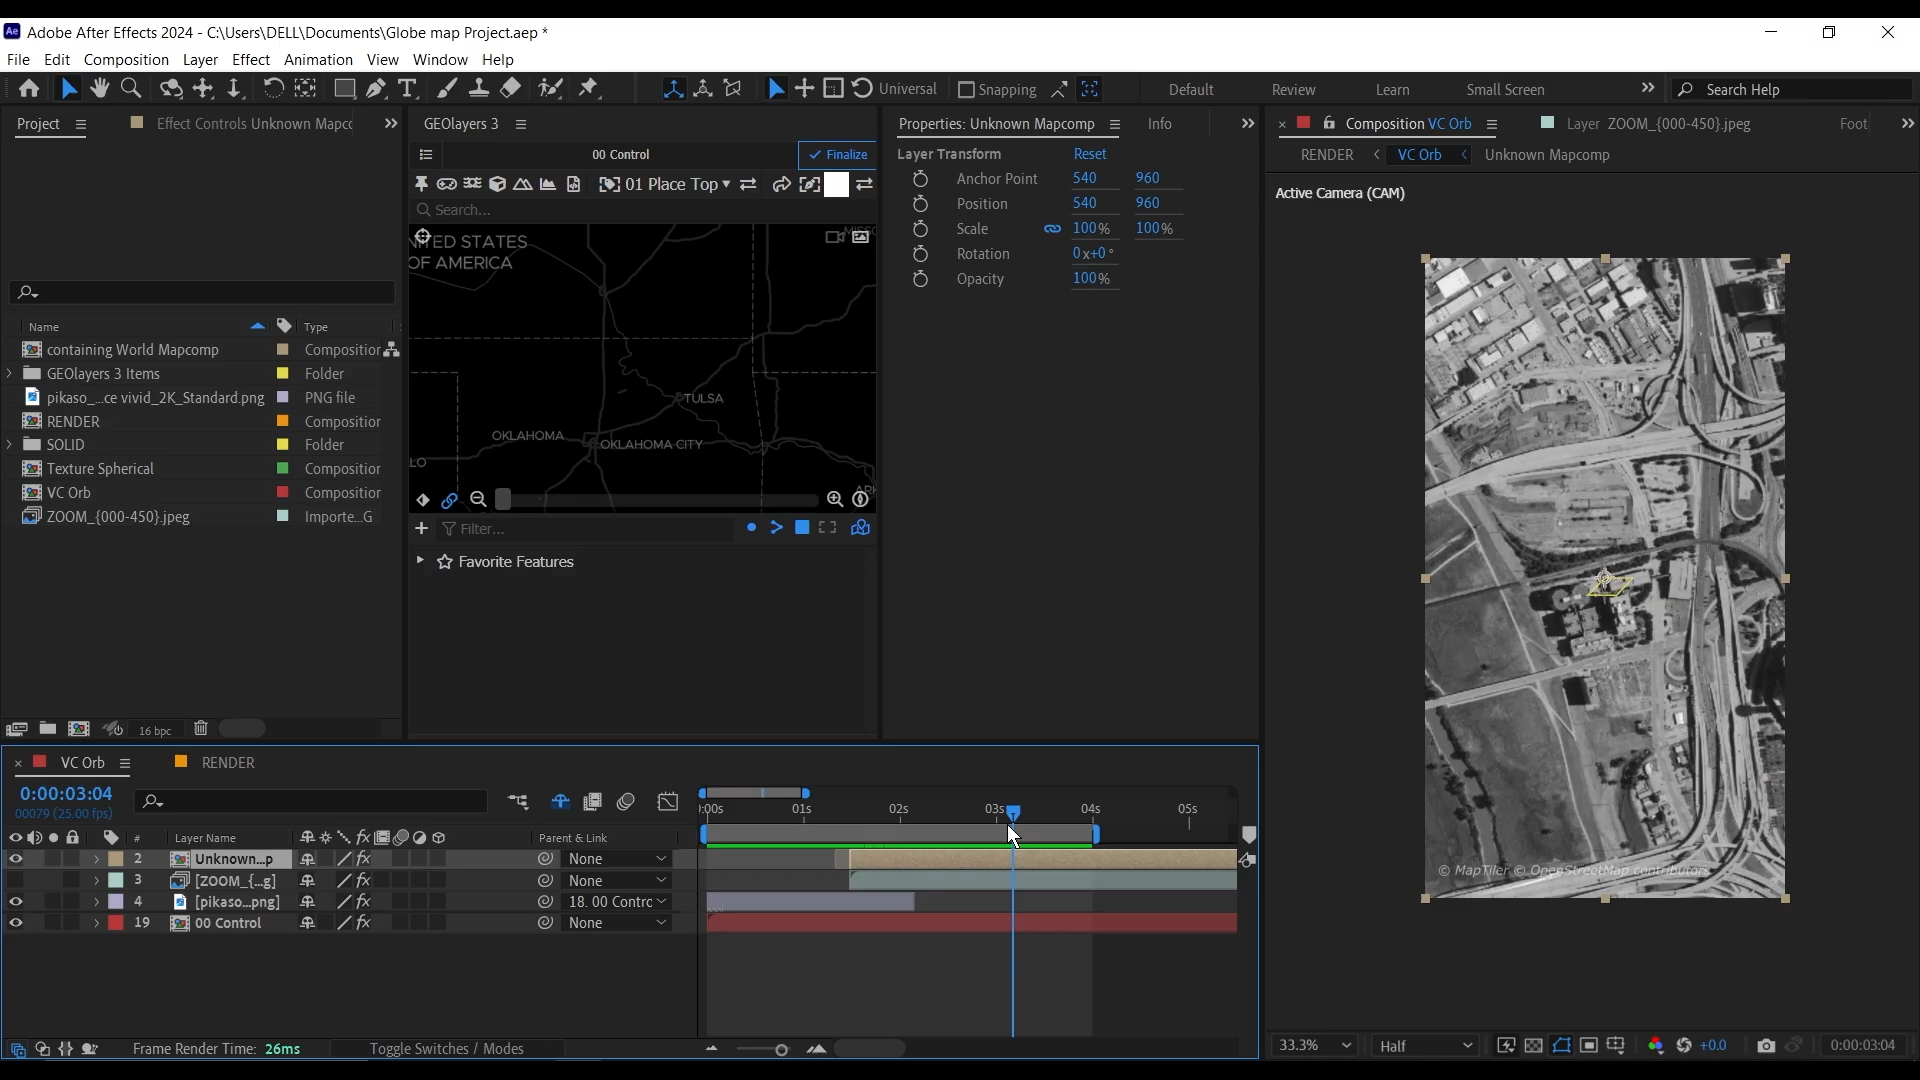 Adobe After Effects 2024 - C:\Users\DELL\Documents\Globe map Project.aep *
File Edit Composition Layer Effect Animation View Window Help
Universal Snapping Default Review Learn Small Screen Search Help
Project Effect Controls Unknown Mapcc
Name Type
containing World Mapcomp Composition
GEOlayers 3 Items Folder
pikaso_...ce vivid_2K_Standard.png PNG file
RENDER Composition
SOLID Folder
Texture Spherical Composition
VC Orb Composition
ZOOM_{000-450}.jpeg Importe...G
16 bpc
GEOlayers 3
00 Control Finalize
01 Place Top
Search...
UNITED STATES
OF AMERICA
TULSA
OKLAHOMA OKLAHOMA CITY
Filter...
Favorite Features
Properties: Unknown Mapcomp Info
Layer Transform Reset
Anchor Point 540 960
Position 540 960
Scale 100% 100%
Rotation 0x+0°
Opacity 100%
Composition VC Orb Layer ZOOM_{000-450}.jpeg Foot
RENDER VC Orb Unknown Mapcomp
Active Camera (CAM)
© MapTiler © OpenStreetMap contributors
33.3% Half +0.0 0:00:03:04
VC Orb RENDER
0:00:03:04
00079 (25.00 fps)
):00s 01s 02s 03s 04s 05s
# Layer Name Parent & Link
2 Unknown...p None
3 [ZOOM_{...g] None
4 [pikaso...png] 18. 00 Contrc
19 00 Control None
Frame Render Time: 26ms Toggle Switches / Modes